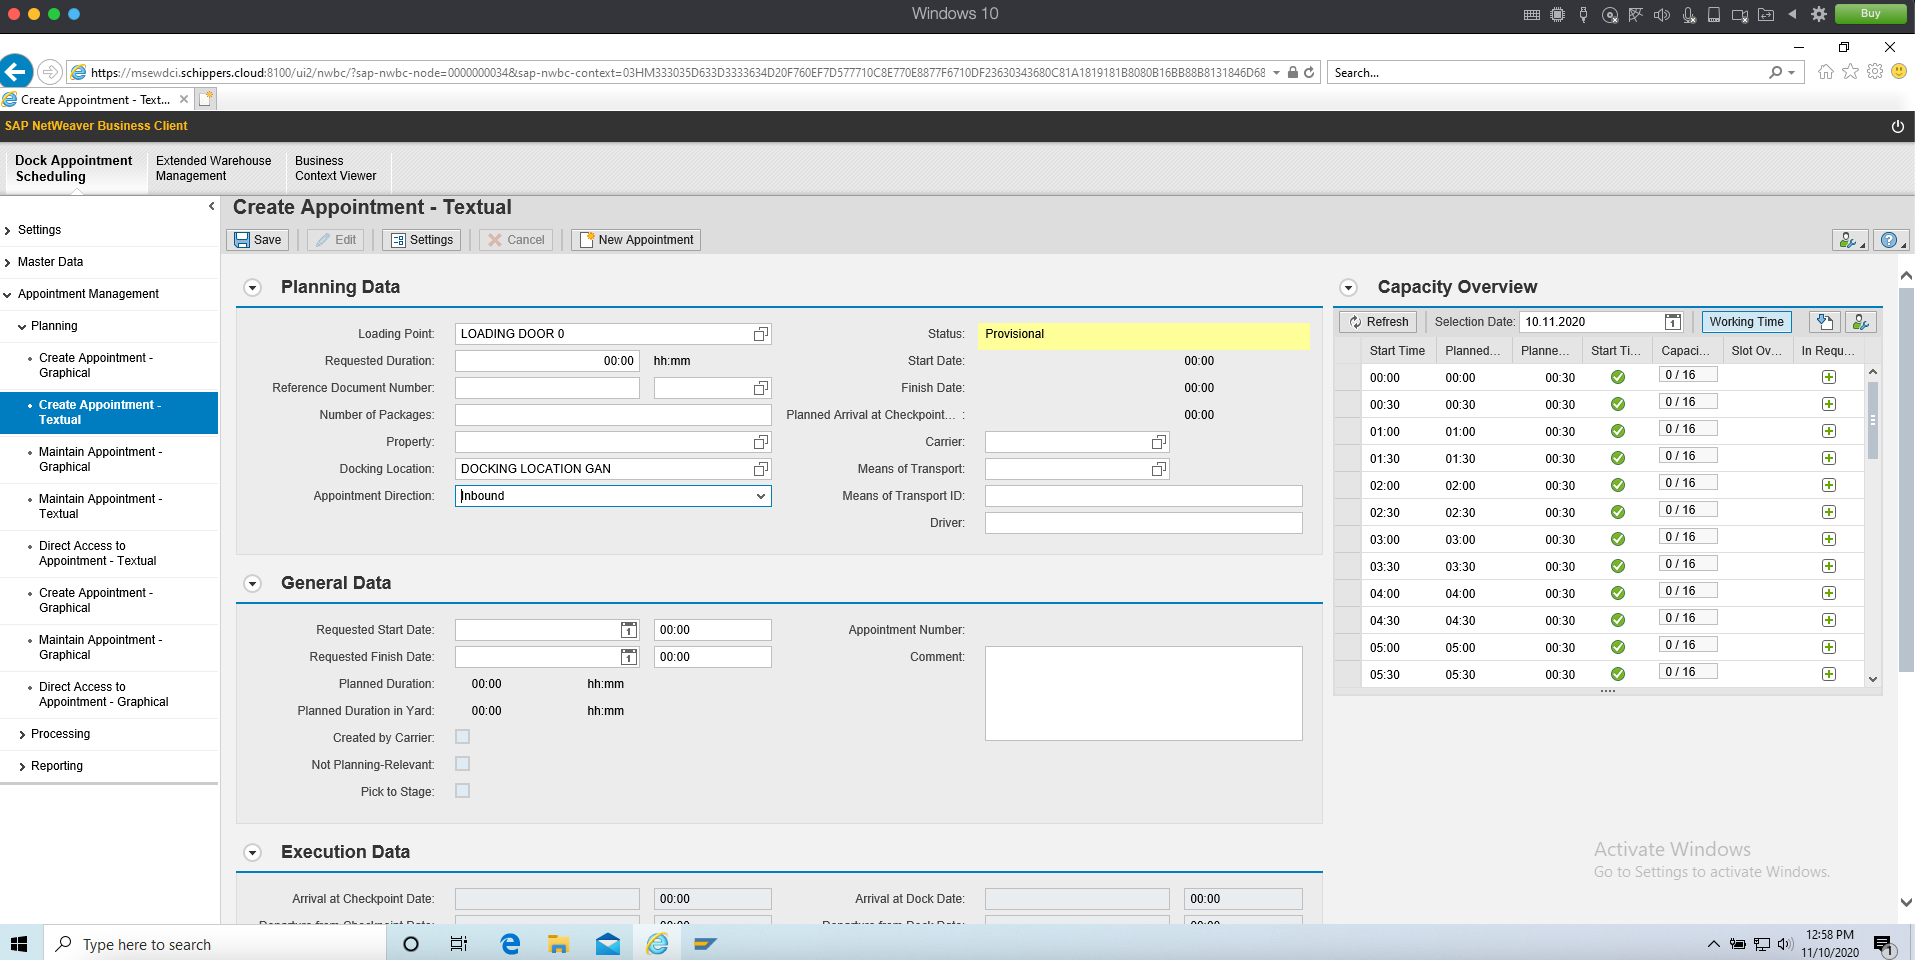 Windows 10
Buy
https://msewdci.schippers.cloud:8100/ui2/nwbc/?sap-nwbc-node=0000000034&sap-nwbc-context=03HM333035D633D3333634D20F760EF7D577710C8E770E8877F6710DF23630343680C81A1819181B8080B16BB88B8131846D68
Search...
Create Appointment - Text...
SAP NetWeaver Business Client
Dock Appointment Scheduling
Extended Warehouse Management
Business Context Viewer
Settings
Master Data
Appointment Management
Planning
Create Appointment -
Graphical
Create Appointment -
Textual
Maintain Appointment -
Graphical
Maintain Appointment -
Textual
Direct Access to
Appointment - Textual
Create Appointment -
Graphical
Maintain Appointment -
Graphical
Direct Access to
Appointment - Graphical
Processing
Reporting
Create Appointment - Textual
Save Edit Settings Cancel New Appointment
Planning Data
Loading Point: LOADING DOOR 0
Requested Duration: 00:00 hh:mm
Reference Document Number:
Number of Packages:
Property:
Docking Location: DOCKING LOCATION GAN
Appointment Direction: Inbound
Status: Provisional
Start Date: 00:00
Finish Date: 00:00
Planned Arrival at Checkpoint... : 00:00
Carrier:
Means of Transport:
Means of Transport ID:
Driver:
General Data
Requested Start Date: 1 00:00
Requested Finish Date: 1 00:00
Planned Duration: 00:00 hh:mm
Planned Duration in Yard: 00:00 hh:mm
Created by Carrier:
Not Planning-Relevant:
Pick to Stage:
Appointment Number:
Comment:
Execution Data
Arrival at Checkpoint Date: 00:00
Arrival at Dock Date: 00:00
Departure from Checkpoint Date: 00:00
Departure from Dock Date: 00:00
Capacity Overview
Refresh Selection Date: 10.11.2020 1 Working Time
Start Time Planned... Planne... Start Ti... Capaci... Slot Ov... In Requ...
00:00 00:00 00:30 0 / 16
00:30 00:30 00:30 0 / 16
01:00 01:00 00:30 0 / 16
01:30 01:30 00:30 0 / 16
02:00 02:00 00:30 0 / 16
02:30 02:30 00:30 0 / 16
03:00 03:00 00:30 0 / 16
03:30 03:30 00:30 0 / 16
04:00 04:00 00:30 0 / 16
04:30 04:30 00:30 0 / 16
05:00 05:00 00:30 0 / 16
05:30 05:30 00:30 0 / 16
Activate Windows
Go to Settings to activate Windows.
Type here to search
12:58 PM
11/10/2020
1